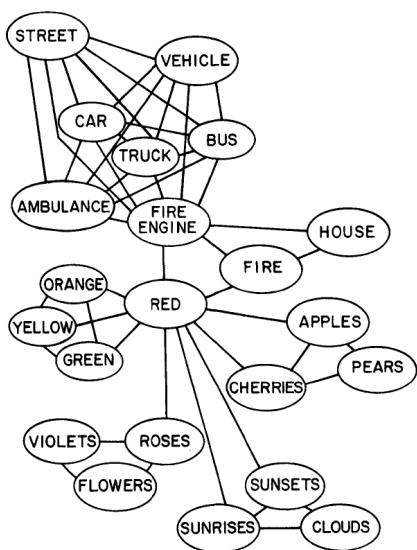 STREET
VEHICLE
CAR
TRUCK
BUS
AMBULANCE
FIRE
ENGINE
HOUSE
FIRE
ORANGE
RED
YELLOW
GREEN
APPLES
CHERRIES
PEARS
VIOLETS
ROSES
FLOWERS
SUNSETS
SUNRISES
CLOUDS